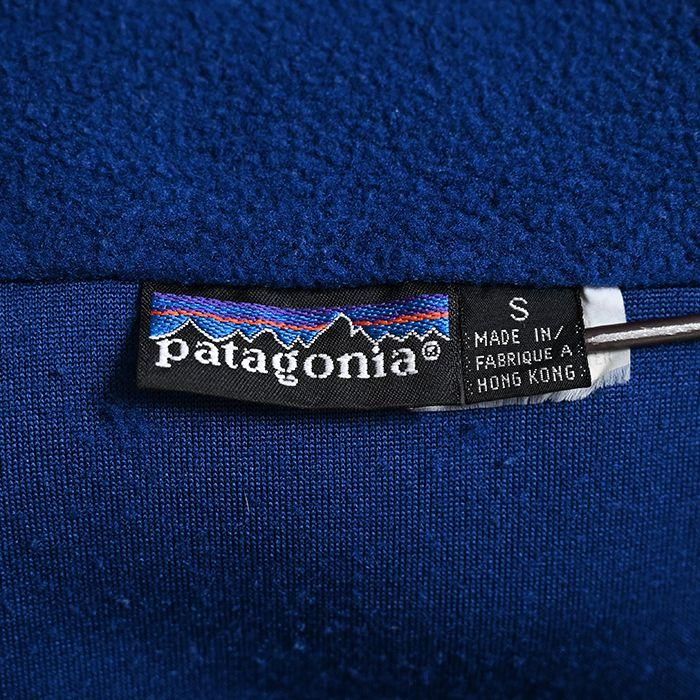 patagonia®
S
MADE IN/
FABRIQUE A
HONG KONG